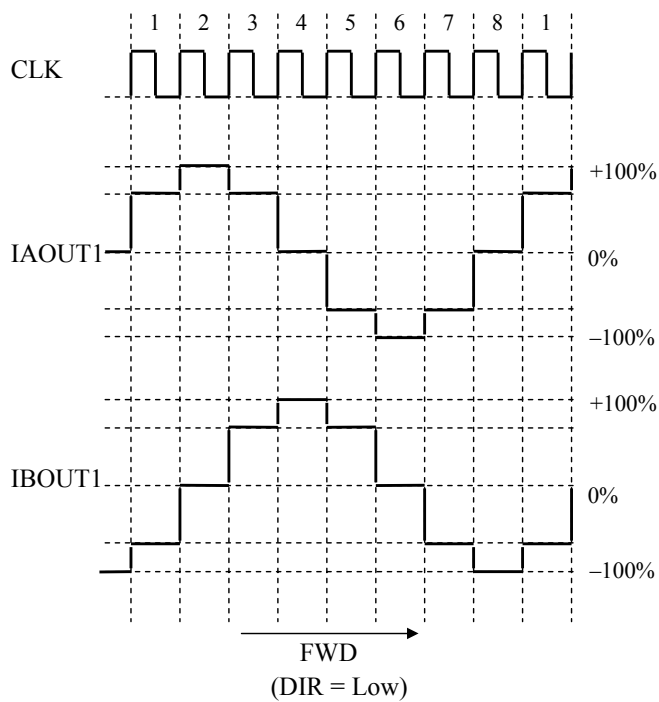 1 2 3 4 5 6 7 8 1
CLK
+100%
IAOUT1
0%
–100%
+100%
IBOUT1
0%
–100%
FWD
(DIR = Low)